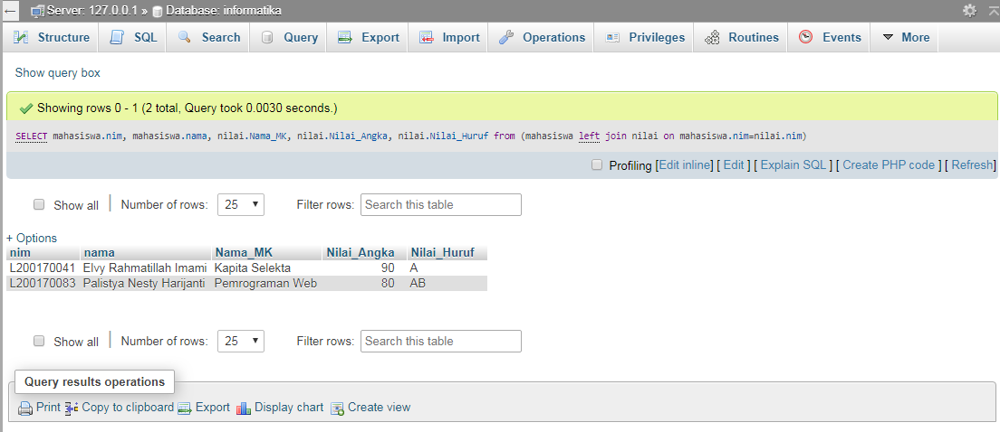 Server: 127.0.0.1 » Database: informatika
Structure SQL Search Query Export Import Operations Privileges Routines Events More
Show query box
Showing rows 0 - 1 (2 total, Query took 0.0030 seconds.)
SELECT mahasiswa.nim, mahasiswa.nama, nilai.Nama_MK, nilai.Nilai_Angka, nilai.Nilai_Huruf from (mahasiswa left join nilai on mahasiswa.nim=nilai.nim)
Profiling [Edit inline] [ Edit ] [ Explain SQL ] [ Create PHP code ] [ Refresh]
Show all | Number of rows: 25 Filter rows: Search this table
+ Options
nim nama Nama_MK Nilai_Angka Nilai_Huruf
L200170041 Elvy Rahmatillah Imami Kapita Selekta 90 A
L200170083 Palistya Nesty Harijanti Pemrograman Web 80 AB
Show all | Number of rows: 25 Filter rows: Search this table
Query results operations
Print Copy to clipboard Export Display chart Create view